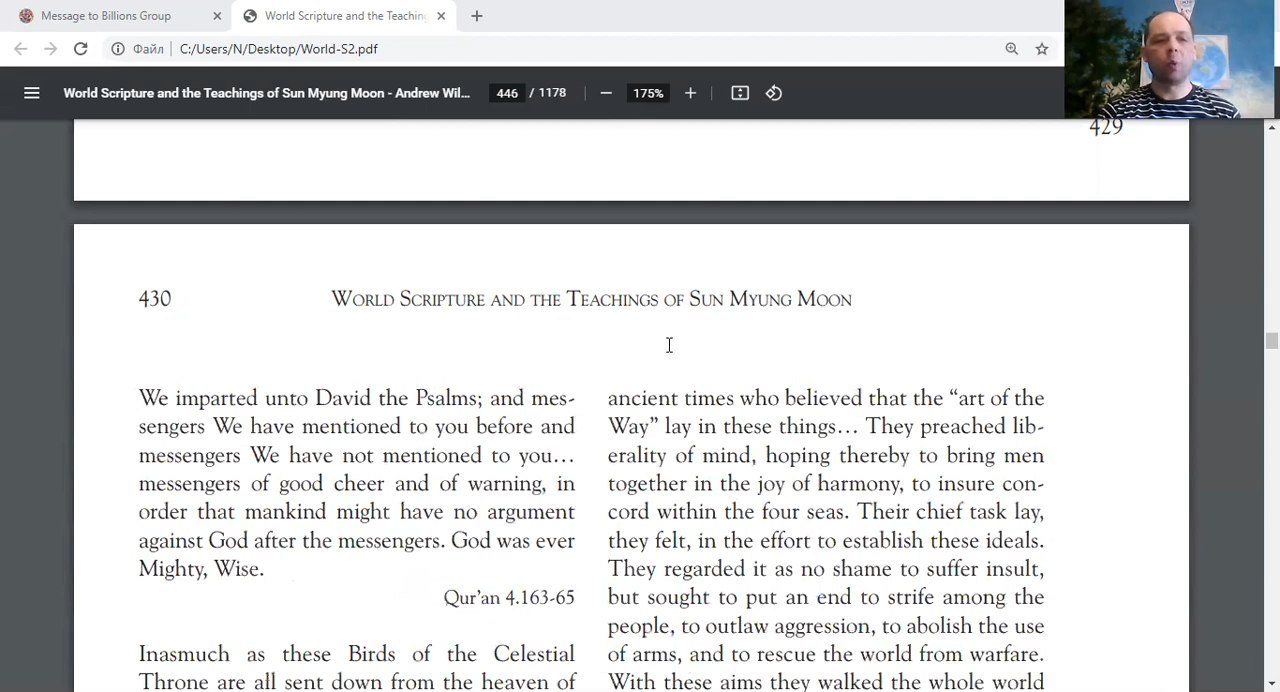 Message to Billions Group
World Scripture and the Teaching
Файл
C:/Users/N/Desktop/World-S2.pdf
World Scripture and the Teachings of Sun Myung Moon - Andrew Wil...
446 / 1178
175%
429
430
WORLD SCRIPTURE AND THE TEACHINGS OF SUN MYUNG MOON
We imparted unto David the Psalms; and mes-
sengers We have mentioned to you before and
messengers We have not mentioned to you…
messengers of good cheer and of warning, in
order that mankind might have no argument
against God after the messengers. God was ever
Mighty, Wise.
Qur’an 4.163-65
Inasmuch as these Birds of the Celestial
Throne are all sent down from the heaven of
ancient times who believed that the “art of the
Way” lay in these things… They preached lib-
erality of mind, hoping thereby to bring men
together in the joy of harmony, to insure con-
cord within the four seas. Their chief task lay,
they felt, in the effort to establish these ideals.
They regarded it as no shame to suffer insult,
but sought to put an end to strife among the
people, to outlaw aggression, to abolish the use
of arms, and to rescue the world from warfare.
With these aims they walked the whole world